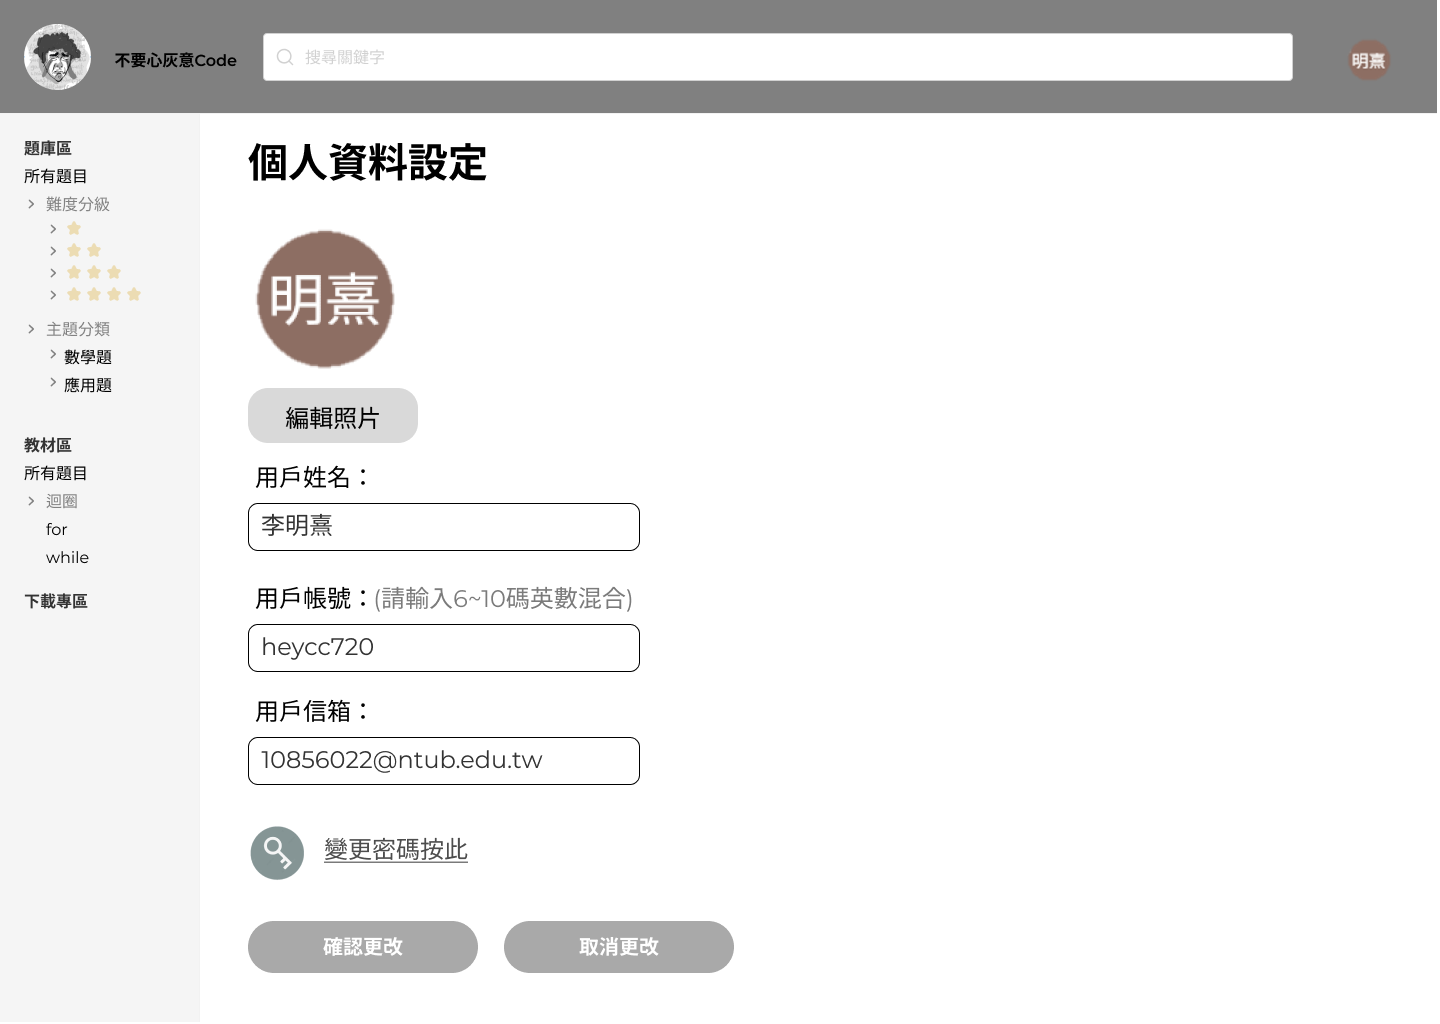 不要心灰意Code
搜尋關鍵字
明熹
題庫區
所有題目
難度分級
主題分類
數學題
應用題
教材區
所有題目
迴圈
for
while
下載專區
個人資料設定
明熹
編輯照片
用戶姓名：
李明熹
用戶帳號：(請輸入6~10碼英數混合)
heycc720
用戶信箱：
10856022@ntub.edu.tw
變更密碼按此
確認更改
取消更改